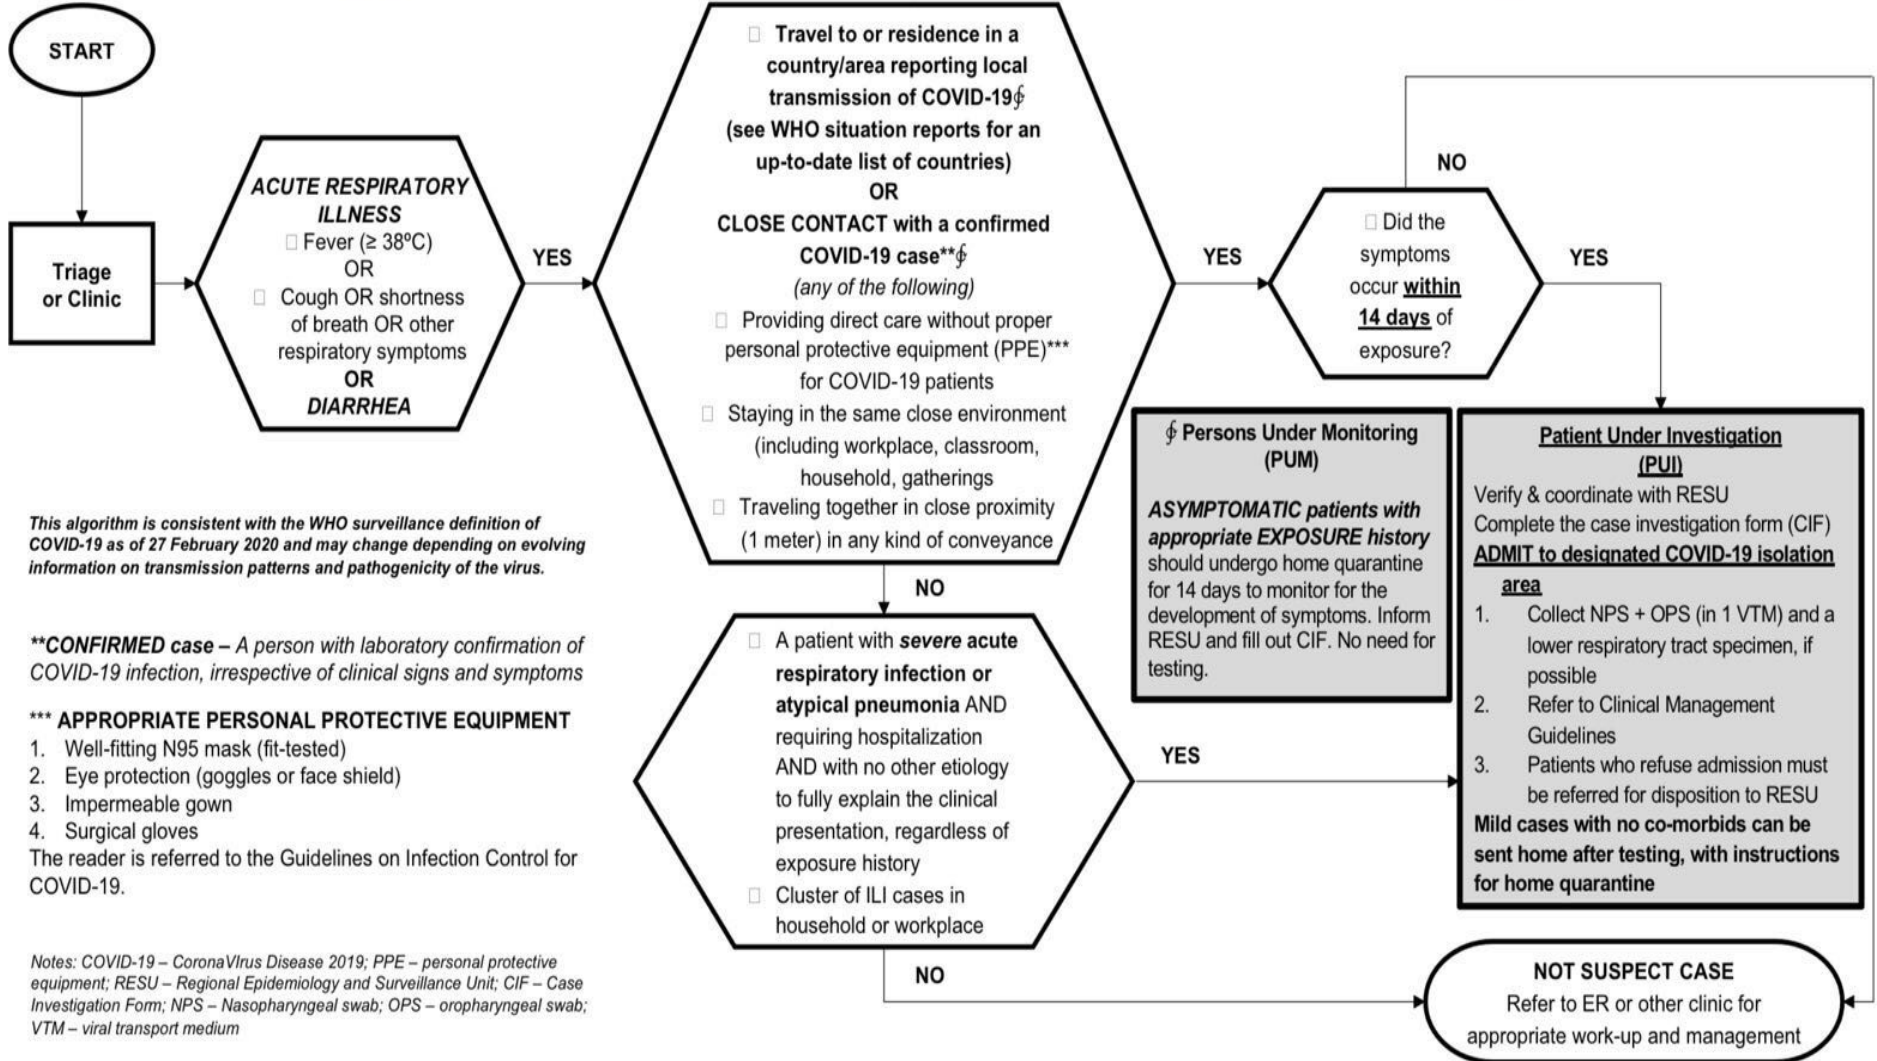 START
Triage
or Clinic
ACUTE RESPIRATORY
ILLNESS
□ Fever (≥ 38ºC)
OR
□ Cough OR shortness
of breath OR other
respiratory symptoms
OR
DIARRHEA
YES
□ Travel to or residence in a
country/area reporting local
transmission of COVID-19∮
(see WHO situation reports for an
up-to-date list of countries)
OR
CLOSE CONTACT with a confirmed
COVID-19 case**∮
(any of the following)
□ Providing direct care without proper
personal protective equipment (PPE)***
for COVID-19 patients
□ Staying in the same close environment
(including workplace, classroom,
household, gatherings
□ Traveling together in close proximity
(1 meter) in any kind of conveyance
YES
□ Did the
symptoms
occur within
14 days of
exposure?
NO
YES
NO
□ A patient with severe acute
respiratory infection or
atypical pneumonia AND
requiring hospitalization
AND with no other etiology
to fully explain the clinical
presentation, regardless of
exposure history
□ Cluster of ILI cases in
household or workplace
YES
NO
∮ Persons Under Monitoring
(PUM)
ASYMPTOMATIC patients with
appropriate EXPOSURE history
should undergo home quarantine
for 14 days to monitor for the
development of symptoms. Inform
RESU and fill out CIF. No need for
testing.
Patient Under Investigation
(PUI)
Verify & coordinate with RESU
Complete the case investigation form (CIF)
ADMIT to designated COVID-19 isolation
area
1. Collect NPS + OPS (in 1 VTM) and a
lower respiratory tract specimen, if
possible
2. Refer to Clinical Management
Guidelines
3. Patients who refuse admission must
be referred for disposition to RESU
Mild cases with no co-morbids can be
sent home after testing, with instructions
for home quarantine
NOT SUSPECT CASE
Refer to ER or other clinic for
appropriate work-up and management
This algorithm is consistent with the WHO surveillance definition of
COVID-19 as of 27 February 2020 and may change depending on evolving
information on transmission patterns and pathogenicity of the virus.
**CONFIRMED case – A person with laboratory confirmation of
COVID-19 infection, irrespective of clinical signs and symptoms
*** APPROPRIATE PERSONAL PROTECTIVE EQUIPMENT
1. Well-fitting N95 mask (fit-tested)
2. Eye protection (goggles or face shield)
3. Impermeable gown
4. Surgical gloves
The reader is referred to the Guidelines on Infection Control for
COVID-19.
Notes: COVID-19 – CoronaVIrus Disease 2019; PPE – personal protective
equipment; RESU – Regional Epidemiology and Surveillance Unit; CIF – Case
Investigation Form; NPS – Nasopharyngeal swab; OPS – oropharyngeal swab;
VTM – viral transport medium